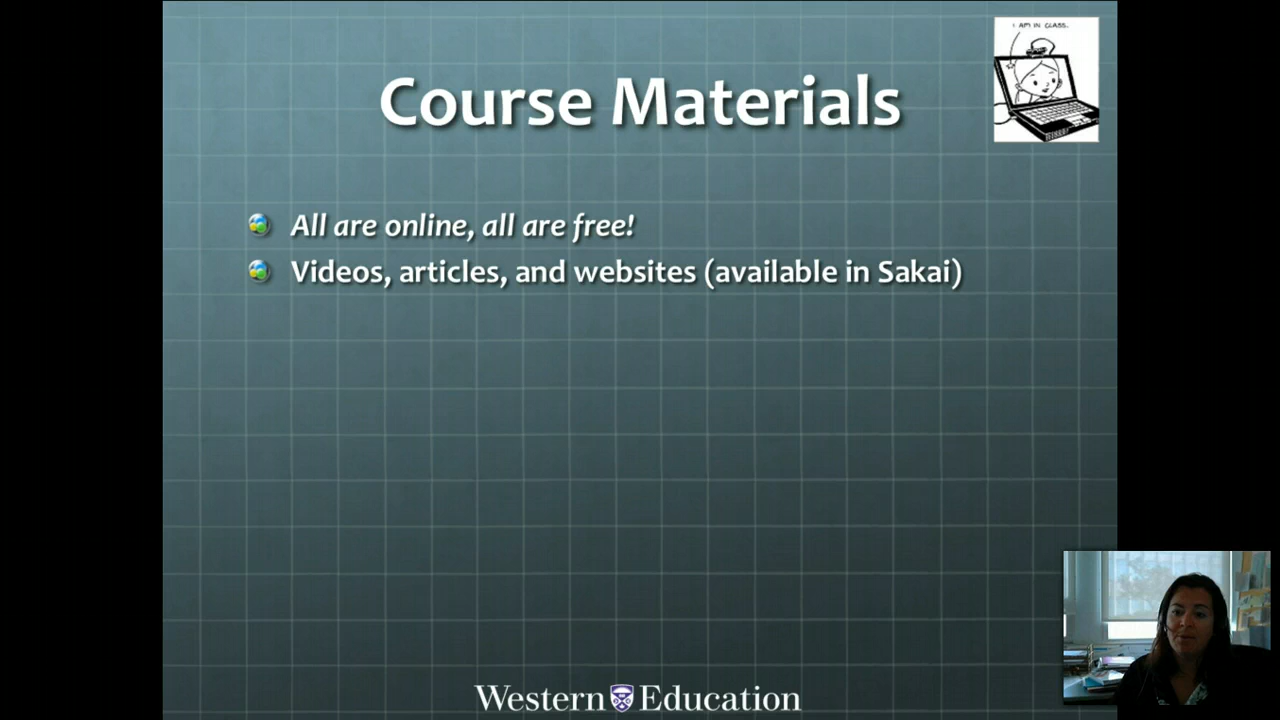 I AM IN CLASS..
Course Materials
All are online, all are free!
Videos, articles, and websites (available in Sakai)
Western Education